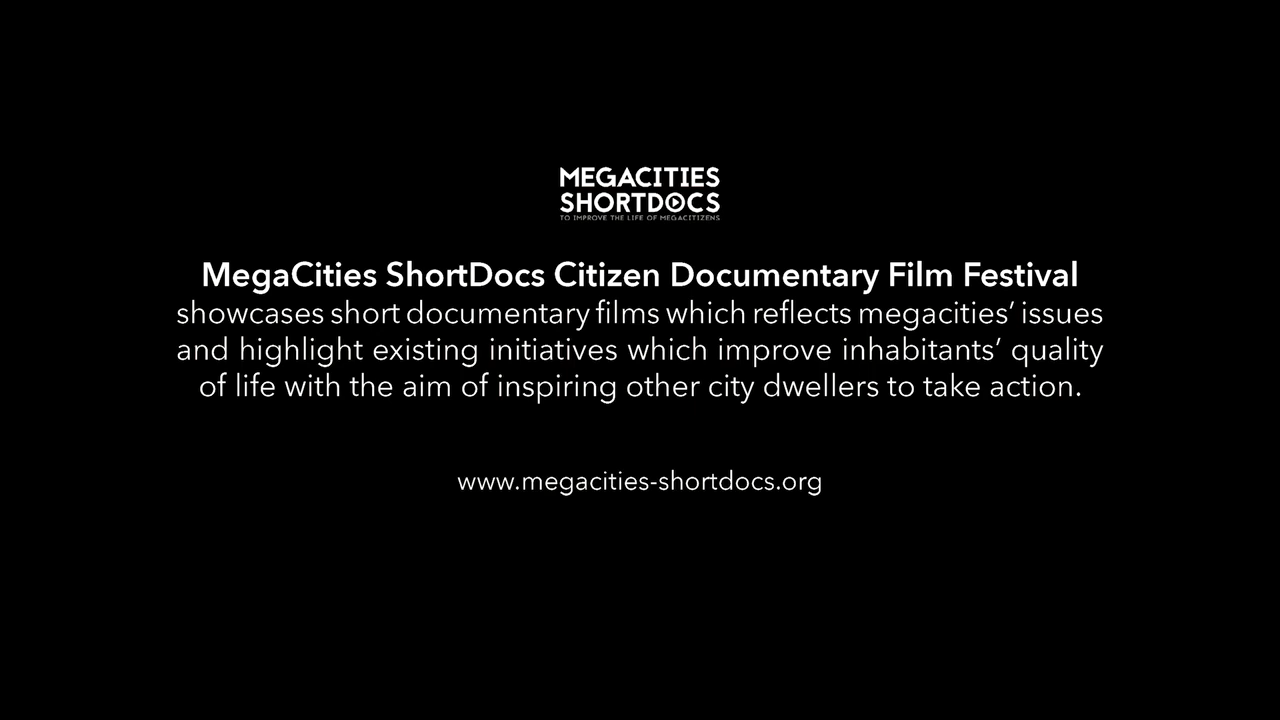 MEGACITIES
SHORTDOCS
TO IMPROVE THE LIFE OF MEGACITIZENS
MegaCities ShortDocs Citizen Documentary Film Festival
showcases short documentary films which reflects megacities’ issues
and highlight existing initiatives which improve inhabitants’ quality
of life with the aim of inspiring other city dwellers to take action.
www.megacities-shortdocs.org